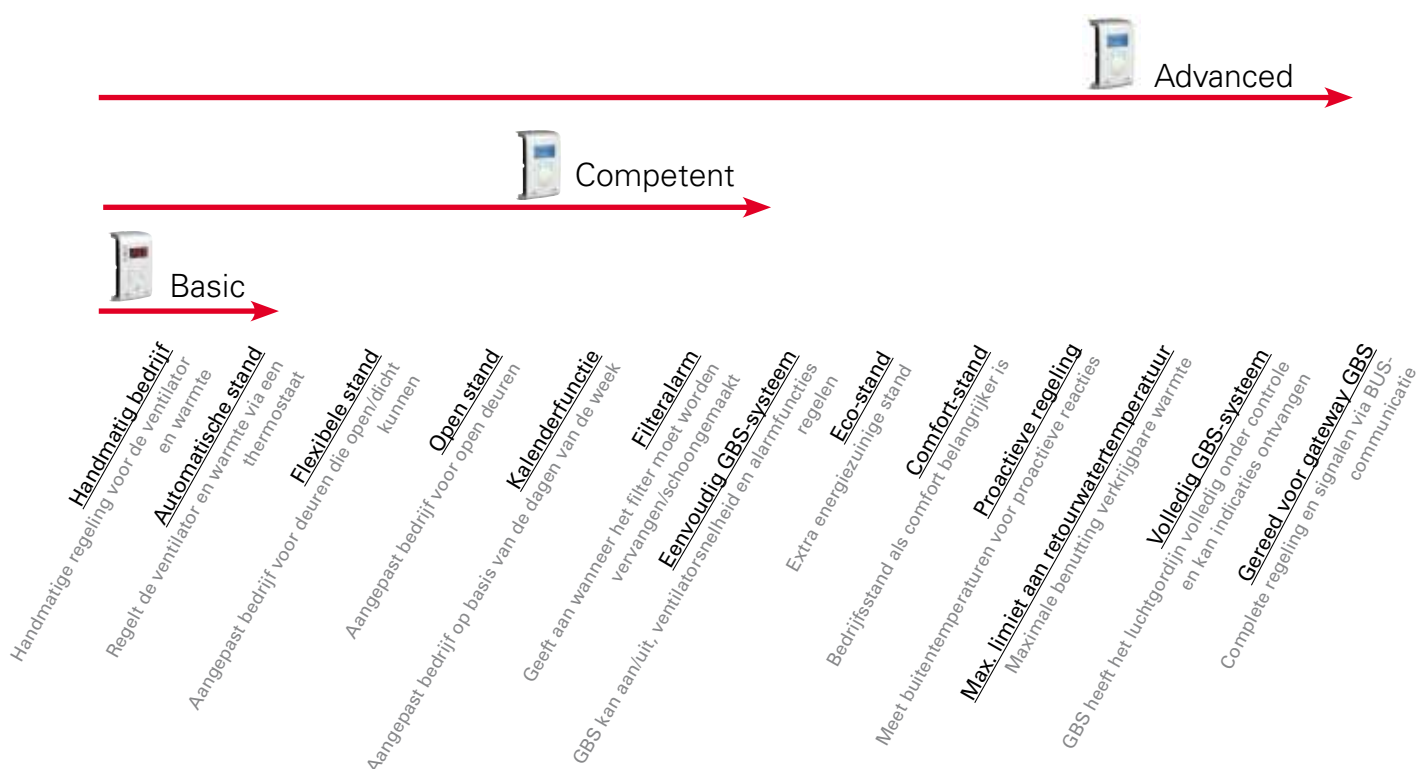 Advanced
Competent
Basic
Handmatig bedrijf
Handmatige regeling voor de ventilator
en warmte
Automatische stand
Regelt de ventilator en warmte via een
thermostaat
Flexibele stand
Aangepast bedrijf voor deuren die open/dicht
kunnen
Open stand
Aangepast bedrijf voor open deuren
Kalenderfunctie
Aangepast bedrijf op basis van de dagen van de week
Filteralarm
Geeft aan wanneer het filter moet worden
vervangen/schoongemaakt
Eenvoudig GBS-systeem
GBS kan aan/uit, ventilatorsnelheid en alarmfuncties
regelen
Eco-stand
Extra energiezuinige stand
Comfort-stand
Bedrijfsstand als comfort belangrijker is
Proactieve regeling
Meet buitentemperaturen voor proactieve reacties
Max. limiet aan retourwatertemperatuur
Maximale benutting verkrijgbare warmte
Volledig GBS-systeem
GBS heeft het luchtgordijn volledig onder controle
en kan indicaties ontvangen
Gereed voor gateway GBS
Complete regeling en signalen via BUS-
communicatie